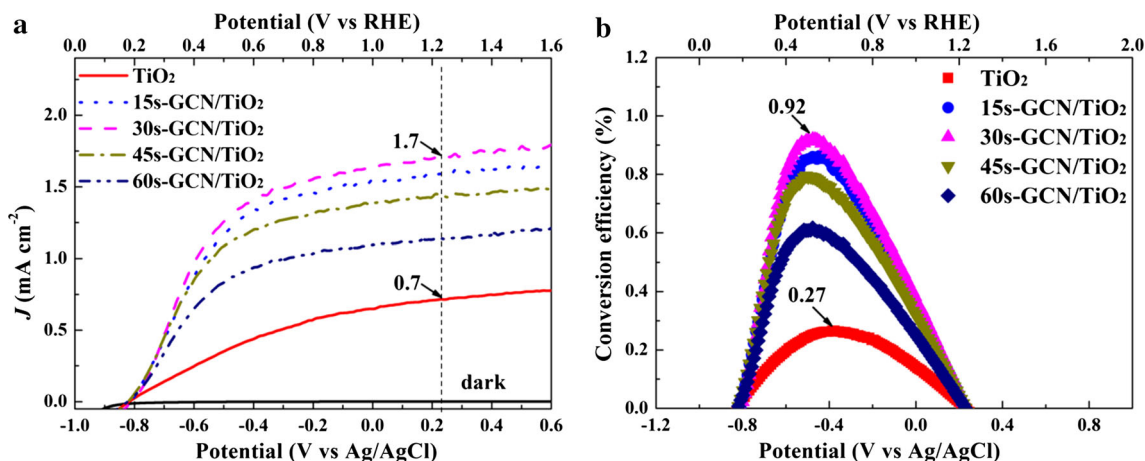 a
Potential (V vs RHE)
0.0 0.2 0.4 0.6 0.8 1.0 1.2 1.4 1.6
TiO2
15s-GCN/TiO2
30s-GCN/TiO2
45s-GCN/TiO2
60s-GCN/TiO2
1.7
0.7
dark
J (mA cm-2)
2.0
1.5
1.0
0.5
0.0
-1.0 -0.8 -0.6 -0.4 -0.2 0.0 0.2 0.4 0.6
Potential (V vs Ag/AgCl)
b
Potential (V vs RHE)
0.0 0.4 0.8 1.2 1.6 2.0
TiO2
15s-GCN/TiO2
30s-GCN/TiO2
45s-GCN/TiO2
60s-GCN/TiO2
0.92
0.27
Conversion efficiency (%)
1.2
1.0
0.8
0.6
0.4
0.2
0.0
-1.2 -0.8 -0.4 0.0 0.4 0.8
Potential (V vs Ag/AgCl)